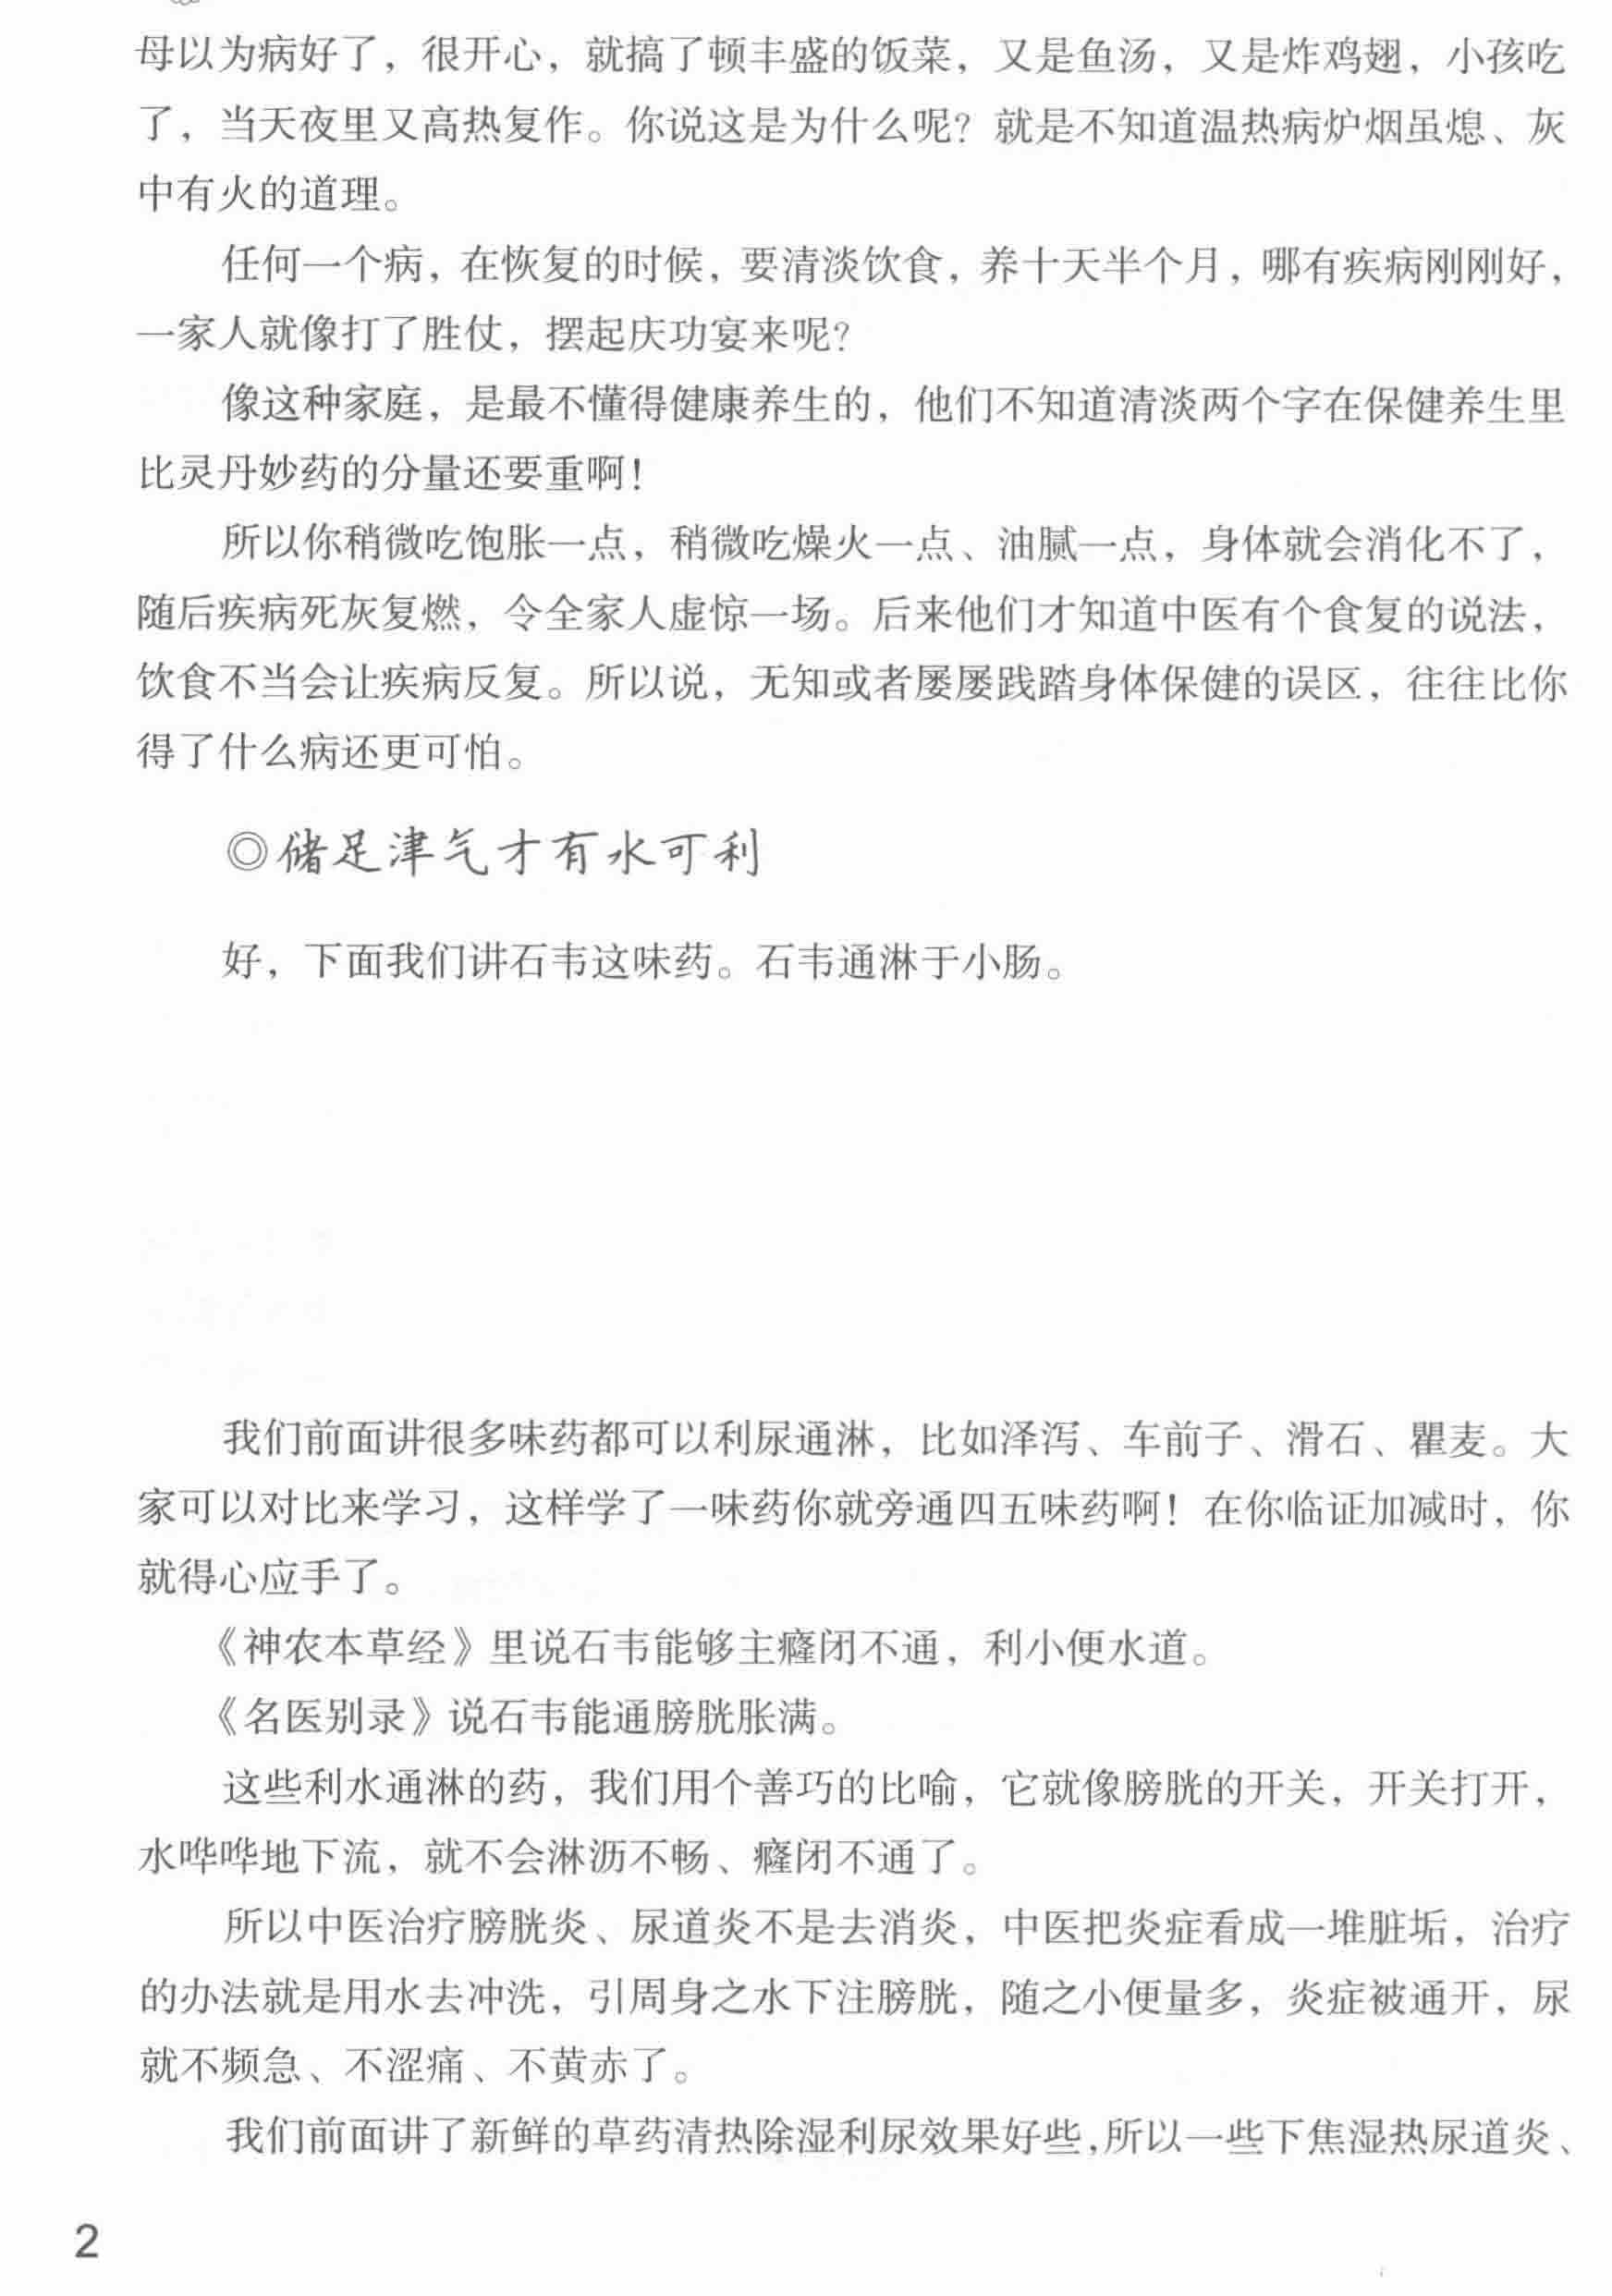 母以为病好了，很开心，就搞了顿丰盛的饭菜，又是鱼汤，又是炸鸡翅，小孩吃
了，当天夜里又高热复作。你说这是为什么呢？就是不知道温热病炉烟虽熄、灰
中有火的道理。
任何一个病，在恢复的时候，要清淡饮食，养十天半个月，哪有疾病刚刚好，
一家人就像打了胜仗，摆起庆功宴来呢？
像这种家庭，是最不懂得健康养生的，他们不知道清淡两个字在保健养生里
比灵丹妙药的分量还要重啊！
所以你稍微吃饱胀一点，稍微吃燥火一点、油腻一点，身体就会消化不了，
随后疾病死灰复燃，令全家人虚惊一场。后来他们才知道中医有个食复的说法，
饮食不当会让疾病反复。所以说，无知或者屡屡践踏身体保健的误区，往往比你
得了什么病还更可怕。
◎储足津气才有水可利
好，下面我们讲石韦这味药。石韦通淋于小肠。
我们前面讲很多味药都可以利尿通淋，比如泽泻、车前子、滑石、瞿麦。大
家可以对比来学习，这样学了一味药你就旁通四五味药啊！在你临证加减时，你
就得心应手了。
《神农本草经》里说石韦能够主癃闭不通，利小便水道。
《名医别录》说石韦能通膀胱胀满。
这些利水通淋的药，我们用个善巧的比喻，它就像膀胱的开关，开关打开，
水哗哗地下流，就不会淋沥不畅、癃闭不通了。
所以中医治疗膀胱炎、尿道炎不是去消炎，中医把炎症看成一堆脏垢，治疗
的办法就是用水去冲洗，引周身之水下注膀胱，随之小便量多，炎症被通开，尿
就不频急、不涩痛、不黄赤了。
我们前面讲了新鲜的草药清热除湿利尿效果好些，所以一些下焦湿热尿道炎、
2